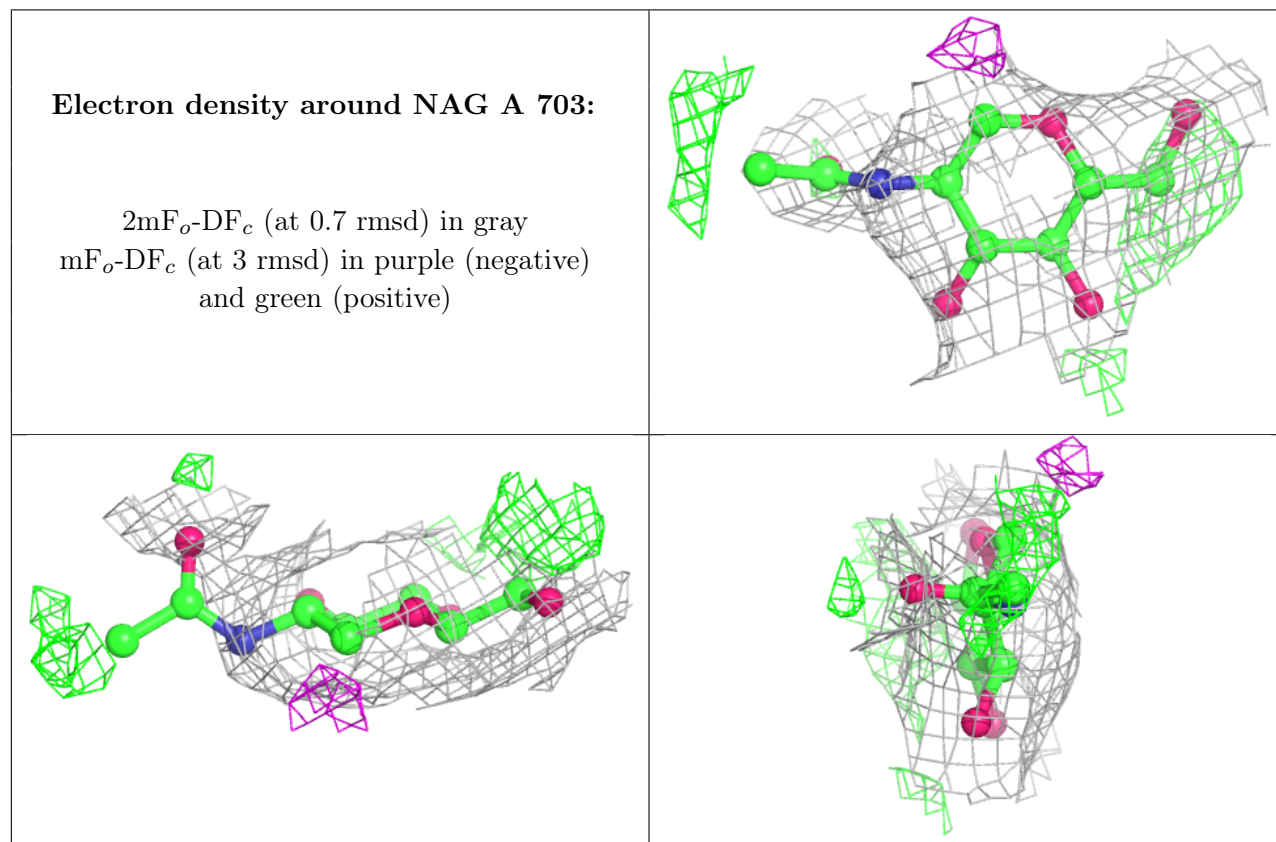 Electron density around NAG A 703:
2mFo-DFc (at 0.7 rmsd) in gray
mFo-DFc (at 3 rmsd) in purple (negative)
and green (positive)